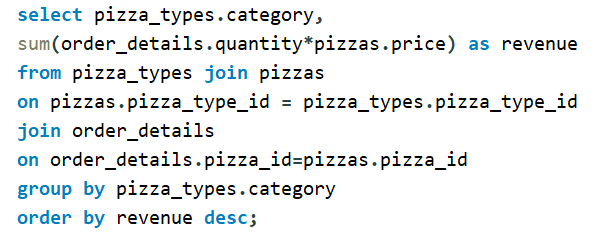 select pizza_types.category,
sum(order_details.quantity*pizzas.price) as revenue
from pizza_types join pizzas
on pizzas.pizza_type_id = pizza_types.pizza_type_id
join order_details
on order_details.pizza_id=pizzas.pizza_id
group by pizza_types.category
order by revenue desc;